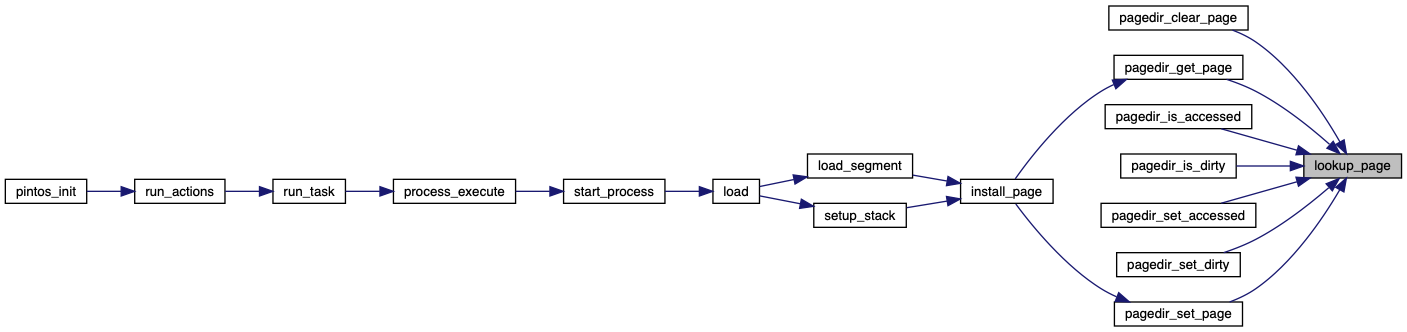 pagedir_clear_page
pagedir_get_page
pagedir_is_accessed
load_segment
pagedir_is_dirty
lookup_page
pintos_init
run_actions
run_task
process_execute
start_process
load
install_page
setup_stack
pagedir_set_accessed
pagedir_set_dirty
pagedir_set_page